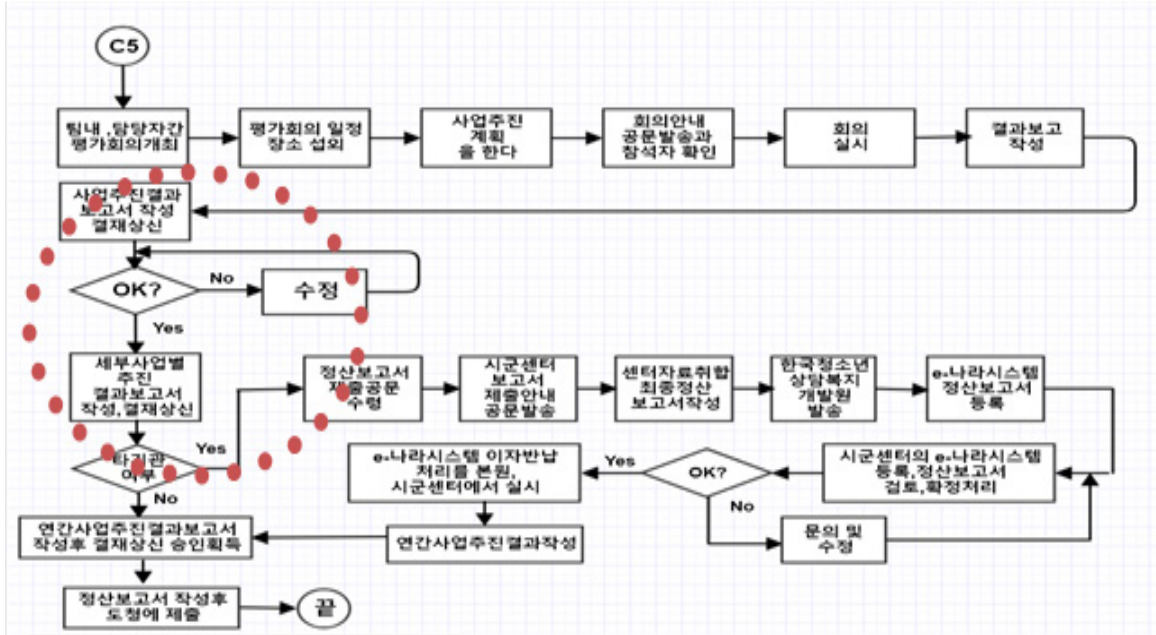 C5
팀내 ,담당자간
평가회의개최
평가회의 일정
장소 섭외
사업추진
계획
을 한다
회의안내
공문발송과
참석자 확인
회의
실시
결과보고
작성
사업추진결과
보고서 작성
결재상신
OK?
No
수정
Yes
세부사업별
추진
결과보고서
작성,결재상신
정산보고서
제출공문
수령
시군센터
보고서
제출안내
공문발송
센터자료취합
최종정산
보고서작성
한국청소년
상담복지
개발원
발송
e-나라시스템
정산보고서
등록
타기관
여부
Yes
No
e-나라시스템 이자반납
처리를 본원,
시군센터에서 실시
Yes
OK?
No
시군센터의 e-나라시스템
등록,정산보고서
검토,확정처리
문의 및
수정
연간사업추진결과보고서
작성후 결재상신 승인획득
연간사업추진결과작성
정산보고서 작성후
도청에 제출
끝